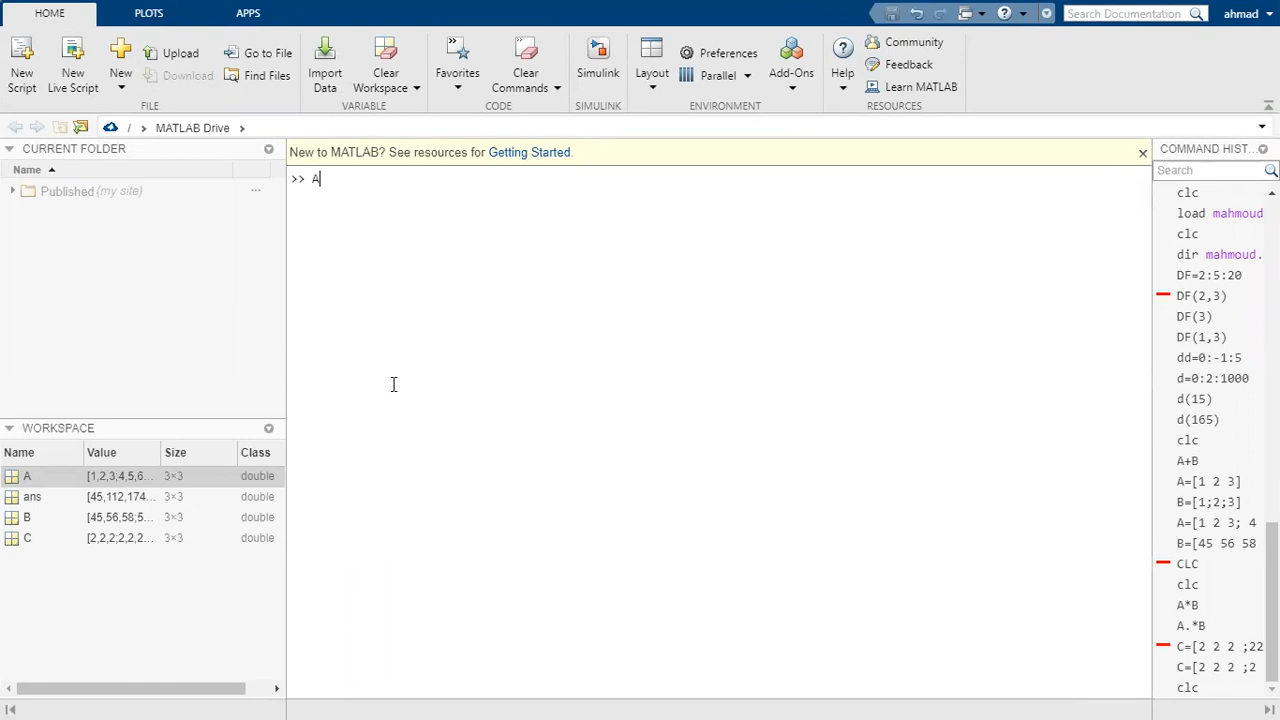 HOME PLOTS APPS Search Documentation ahmad
New Script
New Live Script
New
Upload
Download
Go to File
Find Files
FILE
Import Data
Clear Workspace
VARIABLE
Favorites
Clear Commands
CODE
Simulink
SIMULINK
Layout
Preferences
Parallel
Add-Ons
ENVIRONMENT
Help
Community
Feedback
Learn MATLAB
RESOURCES
/ MATLAB Drive
CURRENT FOLDER
Name
Published (my site) ...
WORKSPACE
Name Value Size Class
A [1,2,3;4,5,6... 3×3 double
ans [45,112,174... 3×3 double
B [45,56,58;5... 3×3 double
C [2,2,2;2,2,2... 3×3 double
New to MATLAB? See resources for Getting Started.
>> A
COMMAND HIST...
Search
clc
load mahmoud
clc
dir mahmoud.
DF=2:5:20
DF(2,3)
DF(3)
DF(1,3)
dd=0:-1:5
d=0:2:1000
d(15)
d(165)
clc
A+B
A=[1 2 3]
B=[1;2;3]
A=[1 2 3; 4
B=[45 56 58
CLC
clc
A*B
A.*B
C=[2 2 2 ;22
C=[2 2 2 ;2
clc